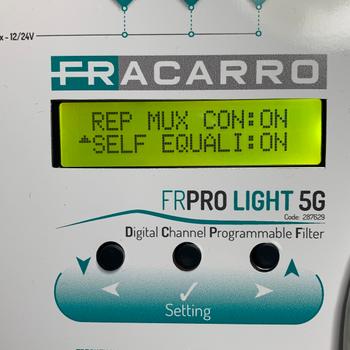 x - 12/24V
FRACARRO
REP MUX CON:ON
SELF EQUALI:ON
FRPRO LIGHT 5G
Code: 287629
Digital Channel Programmable Filter
Setting